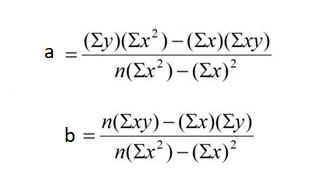 a = (Σy)(Σx²) − (Σx)(Σxy)
n(Σx²) − (Σx)²
b = n(Σxy) − (Σx)(Σy)
n(Σx²) − (Σx)²